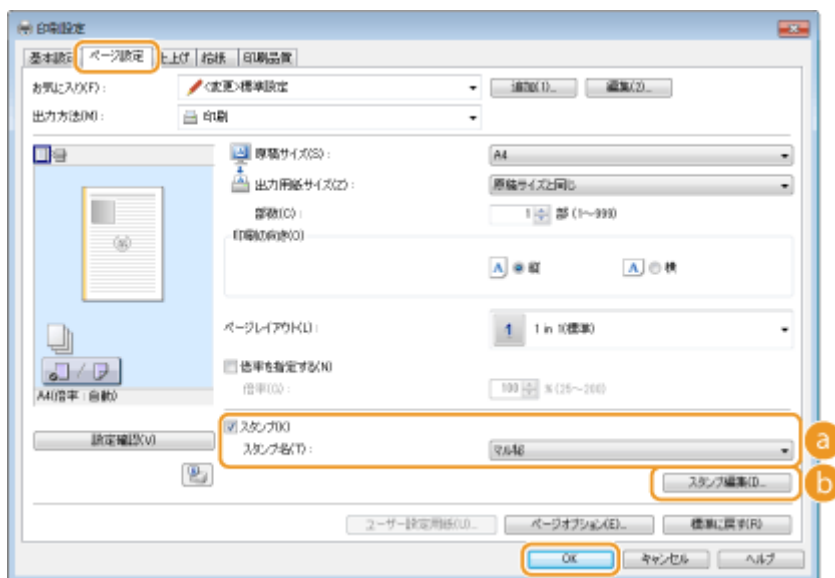 印刷設定
基本設定 ページ設定 仕上げ 給紙 印刷品質
お気に入り(F): <変更>標準設定 追加(1)... 編集(2)...
出力方法(M): 印刷
原稿サイズ(S): A4
出力用紙サイズ(Z): 原稿サイズと同じ
部数(C): 1 部 (1~999)
印刷の向き(O)
A 縦 A 横
ページレイアウト(L): 1 1 in 1(標準)
倍率を指定する(N)
倍率(G): 100 % (25~200)
A4(倍率:自動)
スタンプ(K)
設定確認(V) スタンプ名(T): マル秘 a
スタンプ編集(I)... b
ユーザー設定用紙(U)... ページオプション(E)... 標準に戻す(R)
OK キャンセル ヘルプ